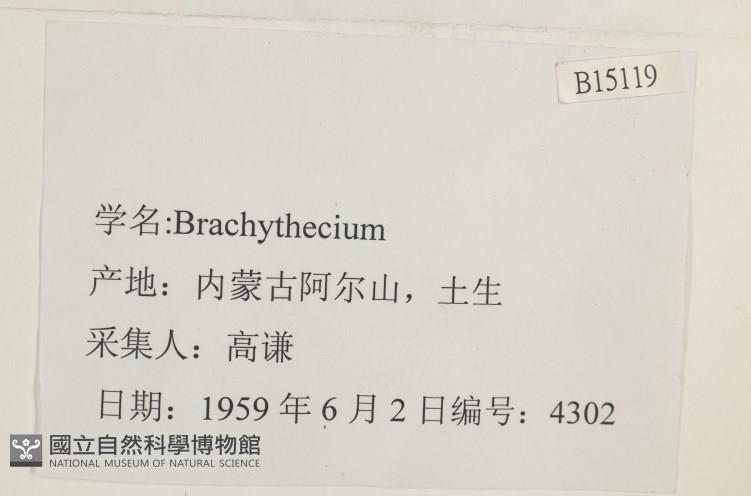 B15119
学名:Brachythecium
产地：内蒙古阿尔山，土生
采集人：高谦
日期：1959 年 6 月 2 日编号：4302
國立自然科學博物館
NATIONAL MUSEUM OF NATURAL SCIENCE